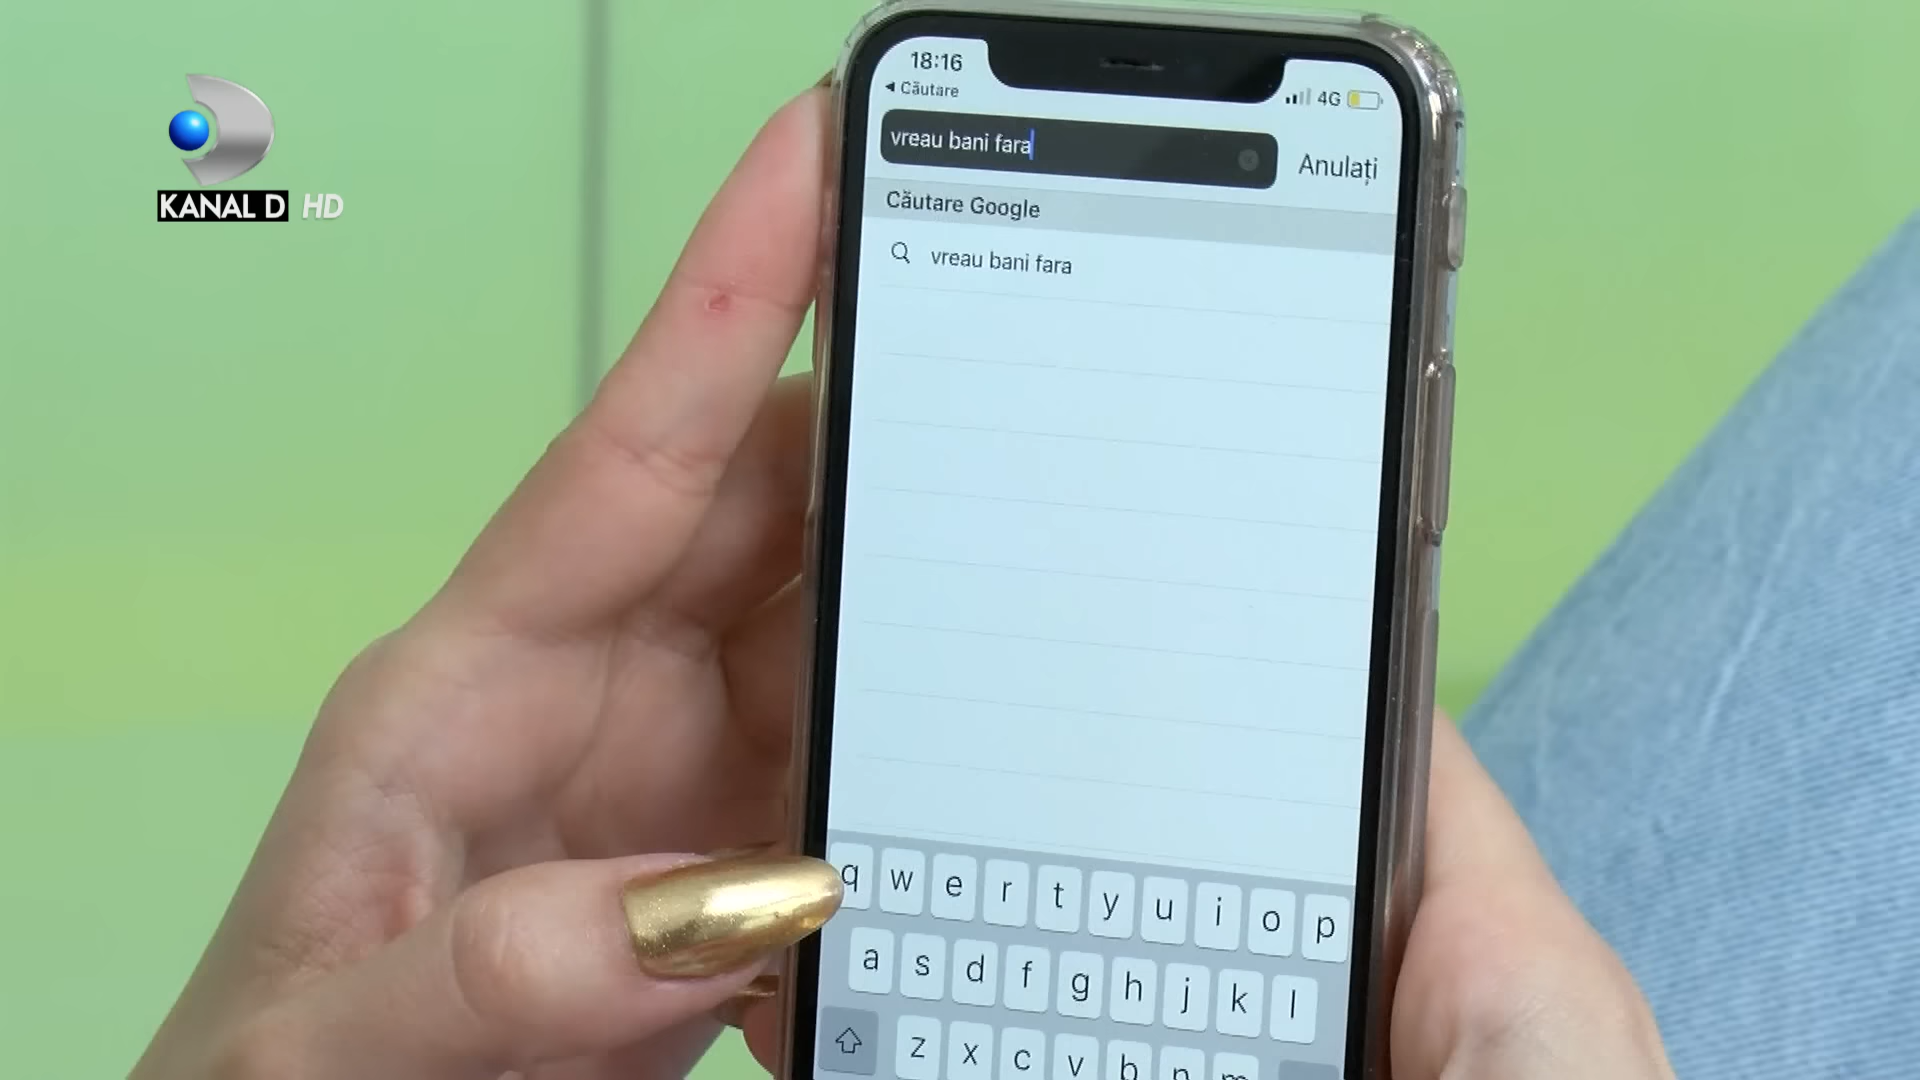 KANAL D HD
18:16
Căutare
4G
vreau bani fara
Anulați
Căutare Google
vreau bani fara
q w e r t y u i o p
a s d f g h j k l
z x c v b n m